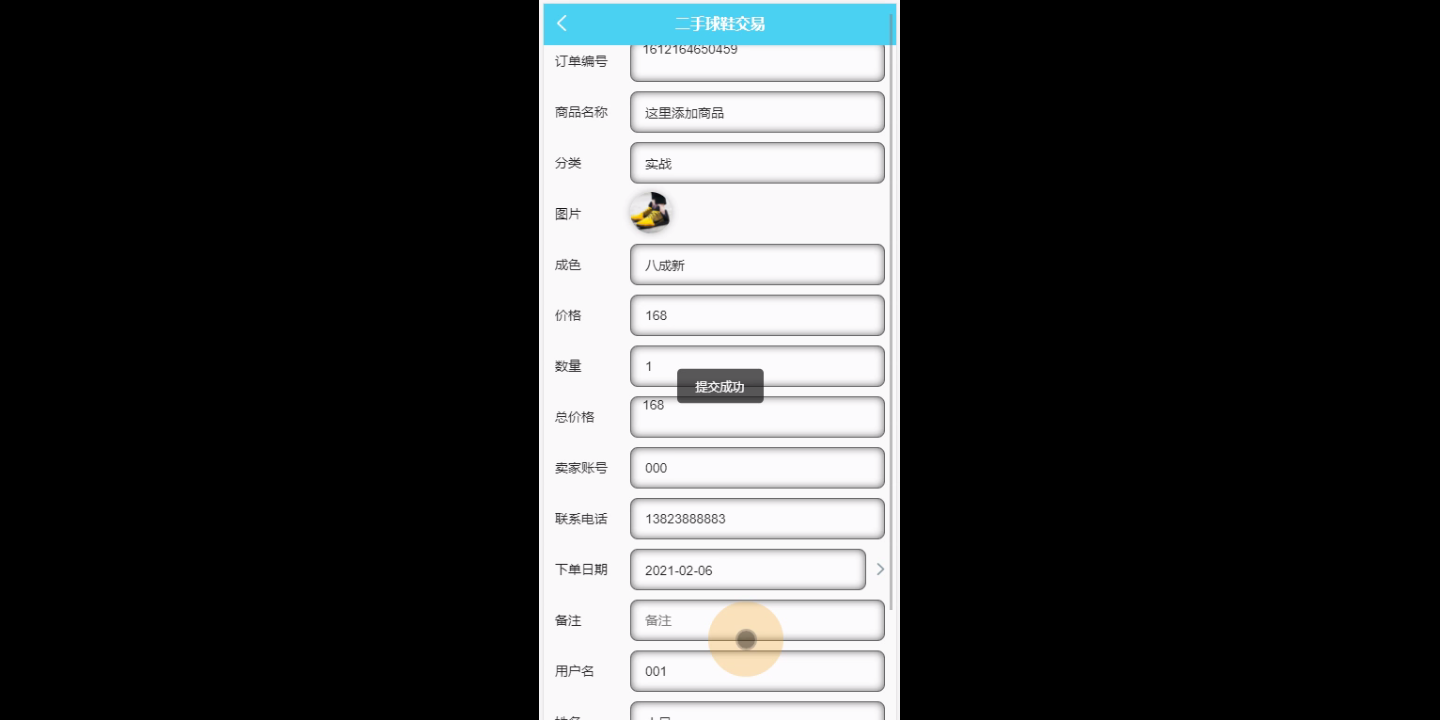 二手球鞋交易
订单编号 1612164650459
商品名称 这里添加商品
分类 实战
图片
成色 八成新
价格 168
数量 1
提交成功
总价格 168
卖家账号 000
联系电话 13823888883
下单日期 2021-02-06
备注 备注
用户名 001